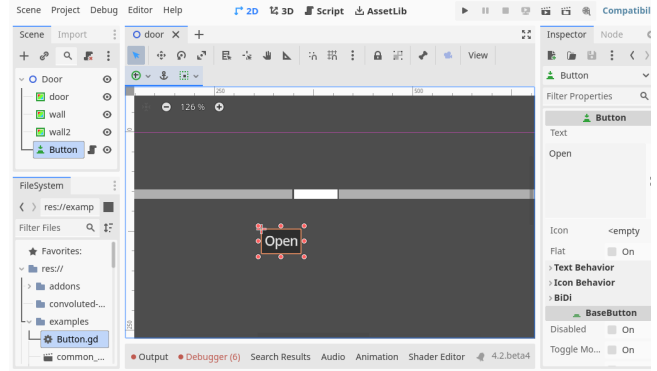 Scene Project Debug Editor Help 2D 3D Script AssetLib Compatibil
Scene Import
Door
door
wall
wall2
Button
FileSystem
res://examp
Filter Files
Favorites:
res://
addons
convoluted-...
examples
Button.gd
common_...
door
View
250 500
126 %
0
250
Open
Output Debugger (6) Search Results Audio Animation Shader Editor 4.2.beta4
Inspector Node
Button
Filter Properties
Button
Text
Open
Icon <empty
Flat On
Text Behavior
Icon Behavior
BiDi
BaseButton
Disabled On
Toggle Mo... On